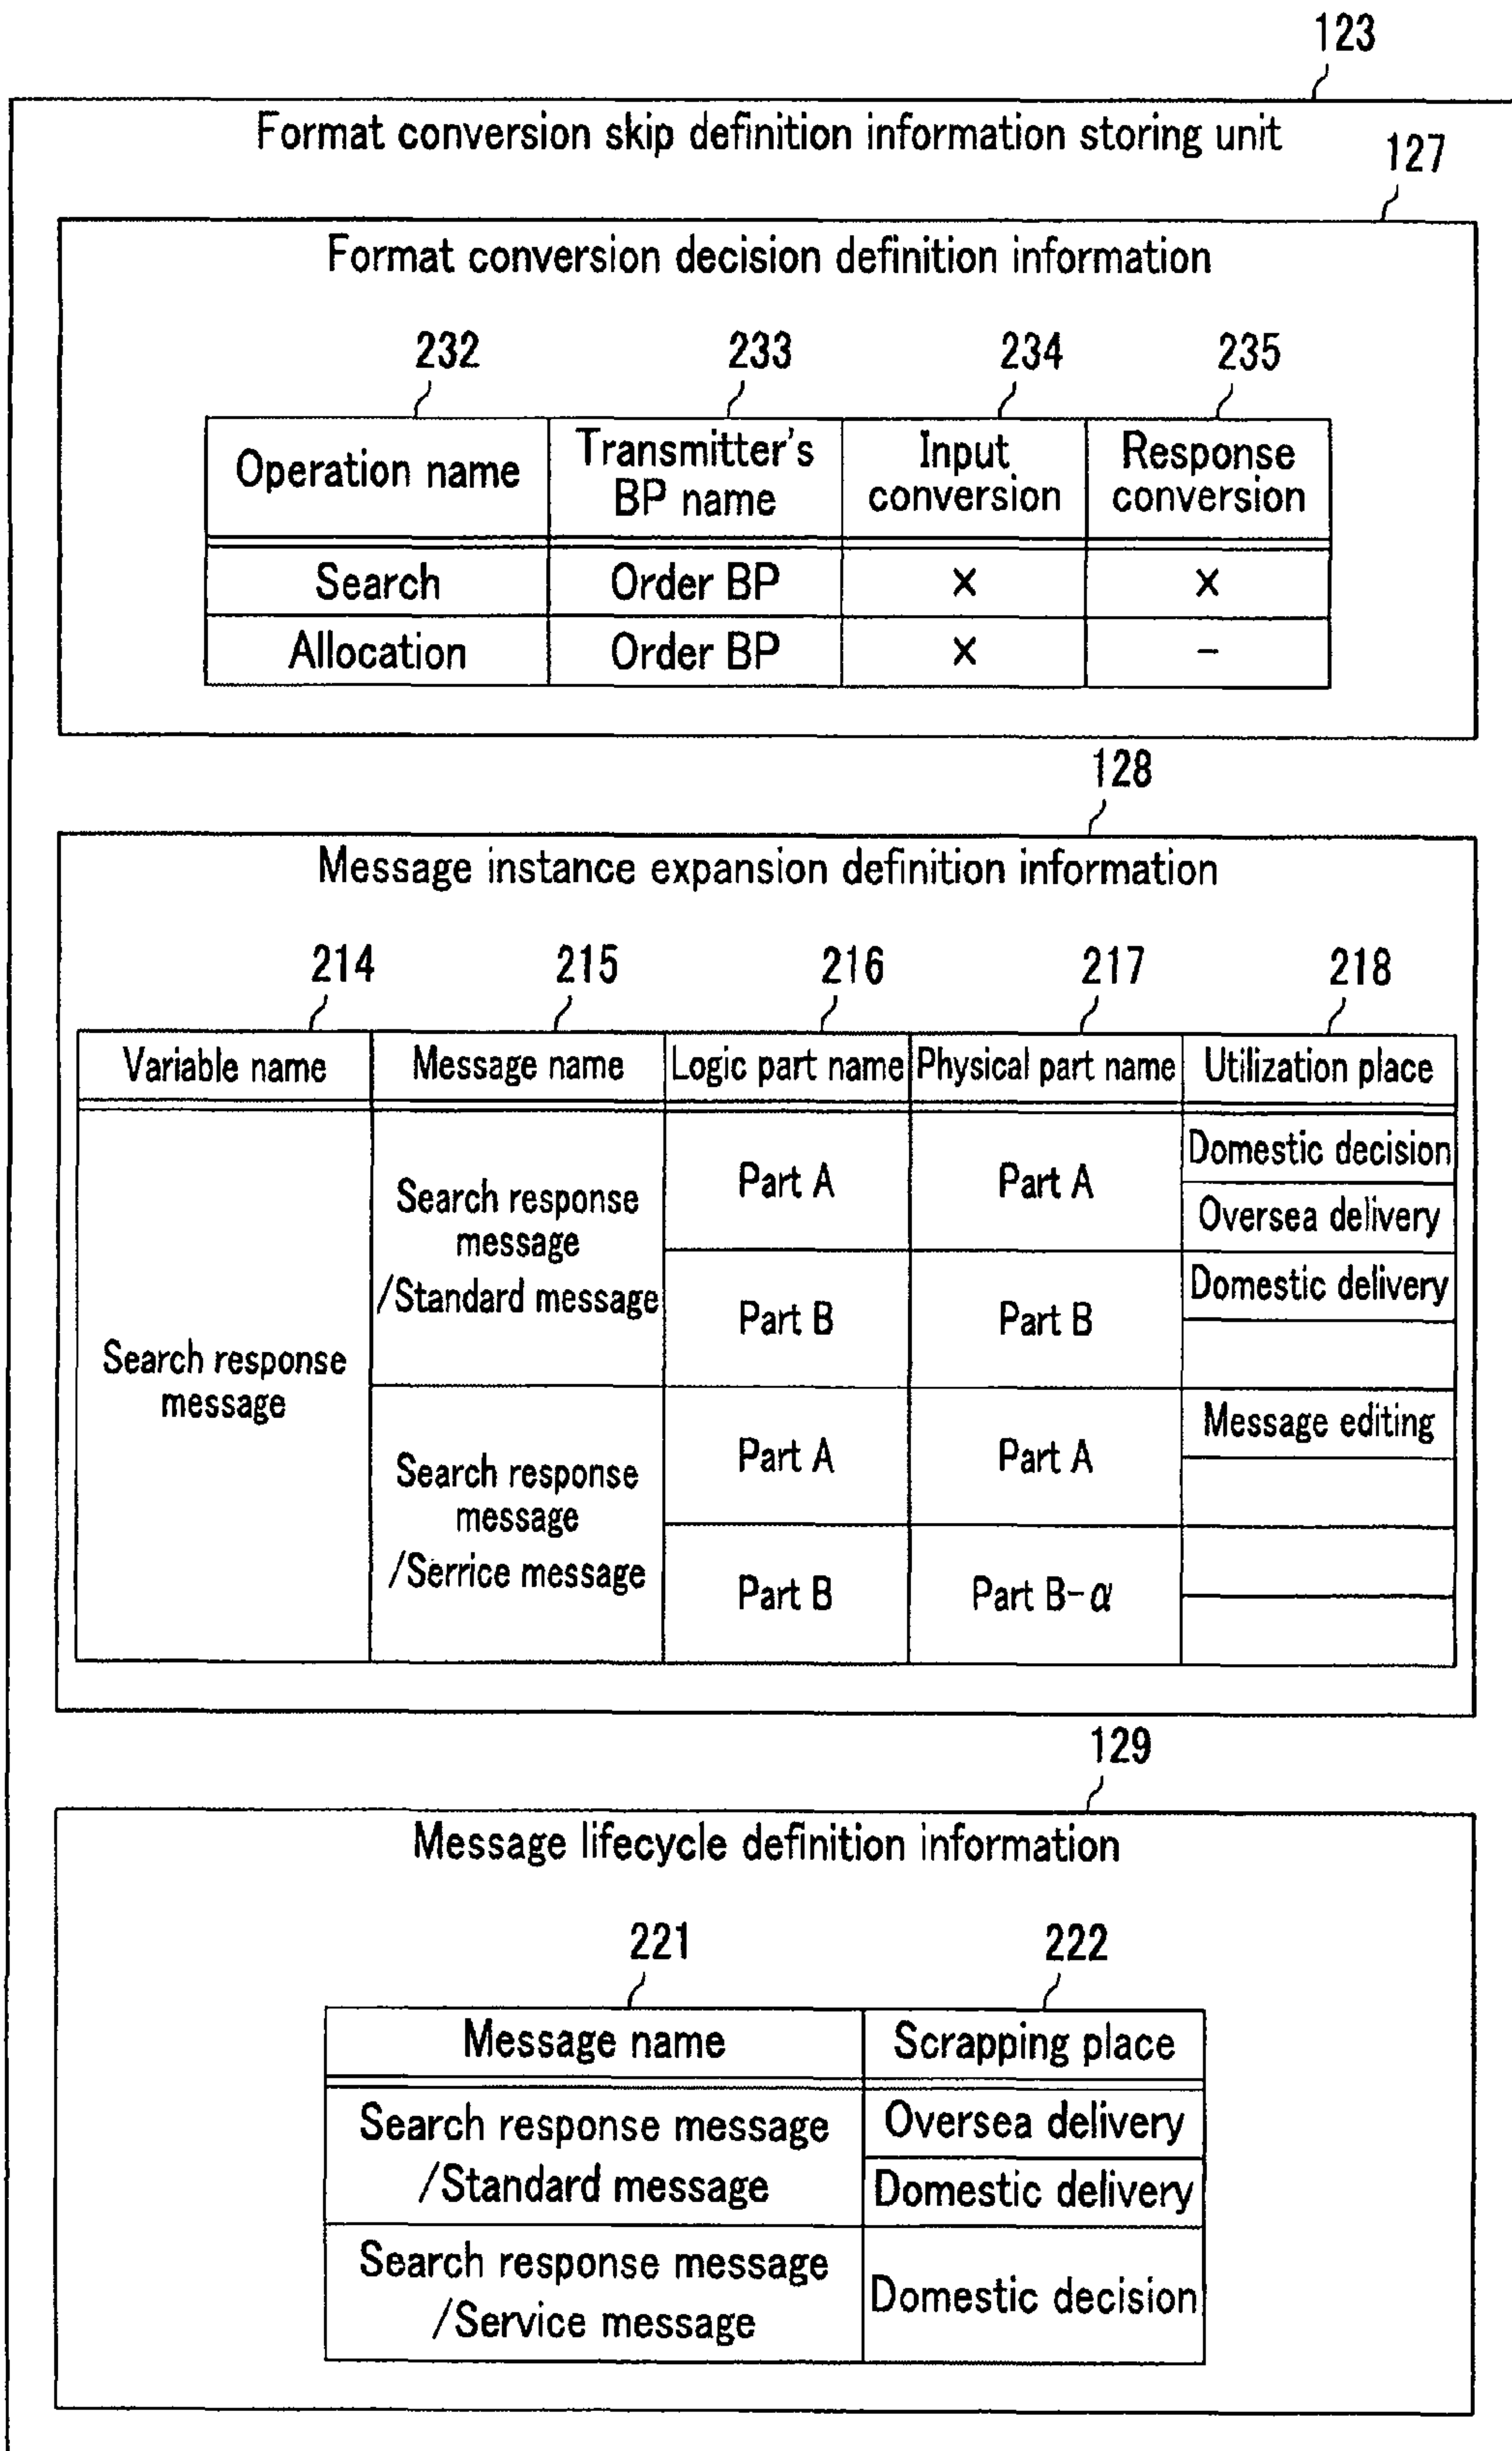 123
Format conversion skip definition information storing unit
127
Format conversion decision definition information
232 233 234 235
Operation name Transmitter's BP name Input conversion Response conversion
Search Order BP × ×
Allocation Order BP × -
128
Message instance expansion definition information
214 215 216 217 218
Variable name Message name Logic part name Physical part name Utilization place
Search response
message
Search response
message
/Standard message
Part A Part A Domestic decision
Oversea delivery
Part B Part B Domestic delivery
Search response
message
/Serrice message
Part A Part A Message editing
Part B Part B-α
129
Message lifecycle definition information
221 222
Message name Scrapping place
Search response message
/Standard message
Oversea delivery
Domestic delivery
Search response message
/Service message
Domestic decision